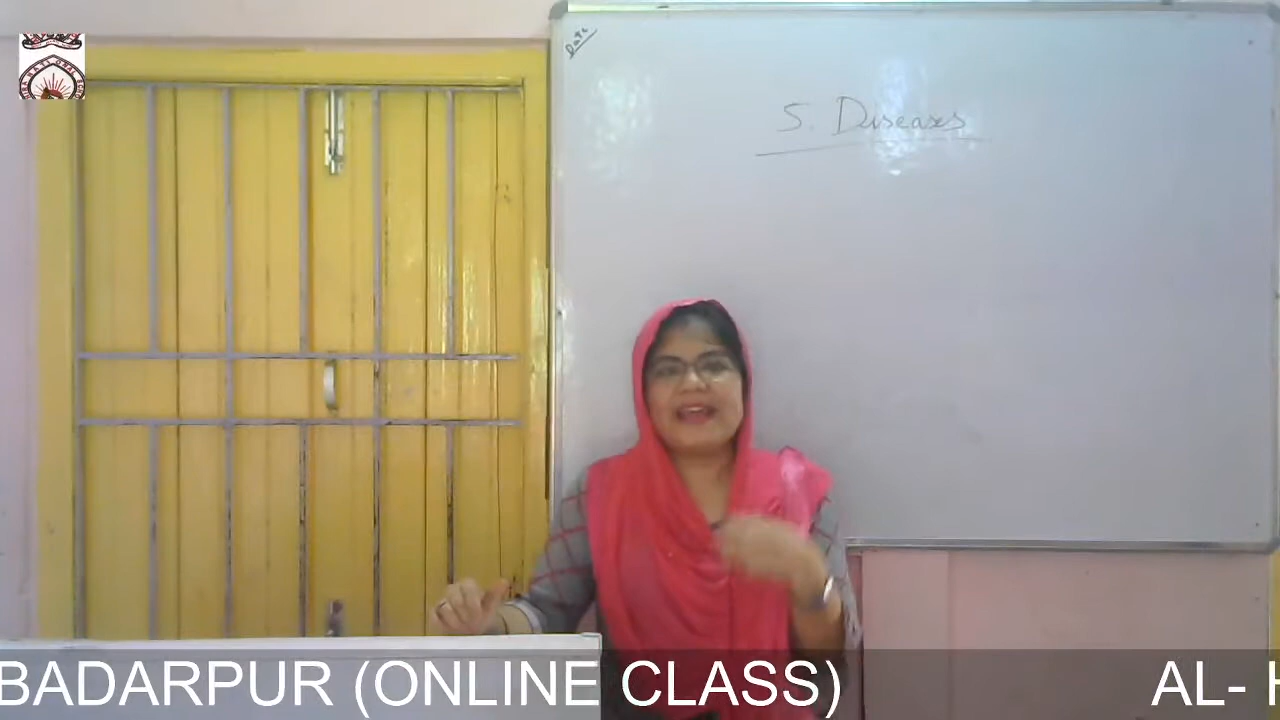 Date
5. Diseases
BADARPUR (ONLINE CLASS) AL- H